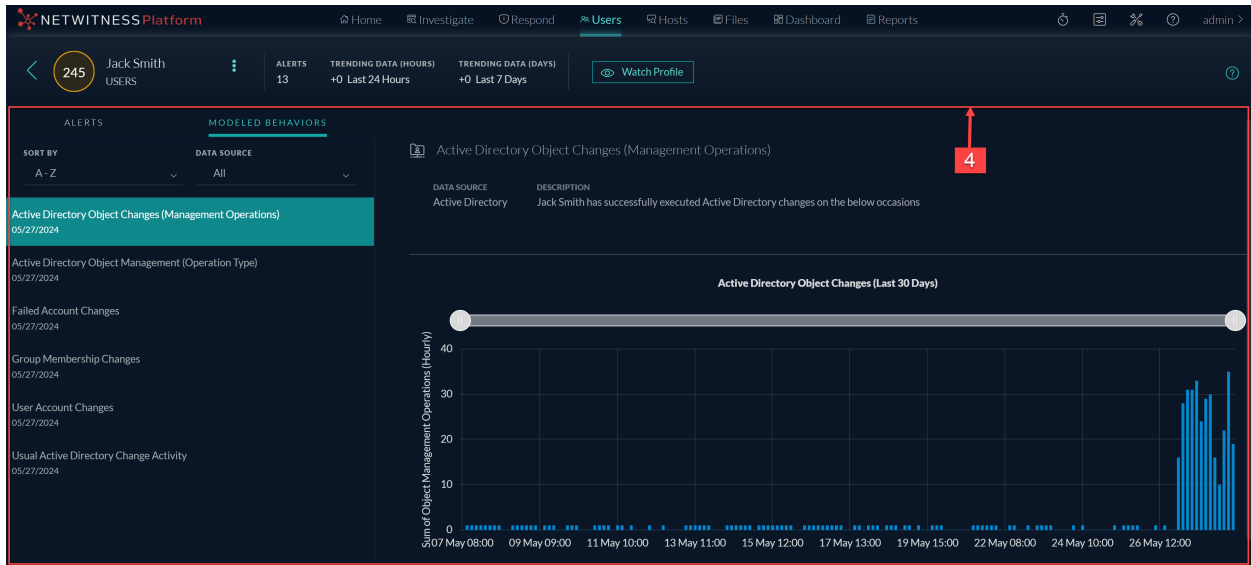 NETWITNESS Platform
Home Investigate Respond Users Hosts Files Dashboard Reports admin >
245
Jack Smith
USERS
ALERTS
13
TRENDING DATA (HOURS)
+0 Last 24 Hours
TRENDING DATA (DAYS)
+0 Last 7 Days
Watch Profile
4
ALERTS MODELED BEHAVIORS
SORT BY DATA SOURCE
A - Z All
Active Directory Object Changes (Management Operations)
05/27/2024
Active Directory Object Management (Operation Type)
05/27/2024
Failed Account Changes
05/27/2024
Group Membership Changes
05/27/2024
User Account Changes
05/27/2024
Usual Active Directory Change Activity
05/27/2024
Active Directory Object Changes (Management Operations)
DATA SOURCE DESCRIPTION
Active Directory Jack Smith has successfully executed Active Directory changes on the below occasions
Active Directory Object Changes (Last 30 Days)
Sum of Object Management Operations (Hourly)
40
30
20
10
0
07 May 08:00 09 May 09:00 11 May 10:00 13 May 11:00 15 May 12:00 17 May 13:00 19 May 15:00 22 May 08:00 24 May 10:00 26 May 12:00